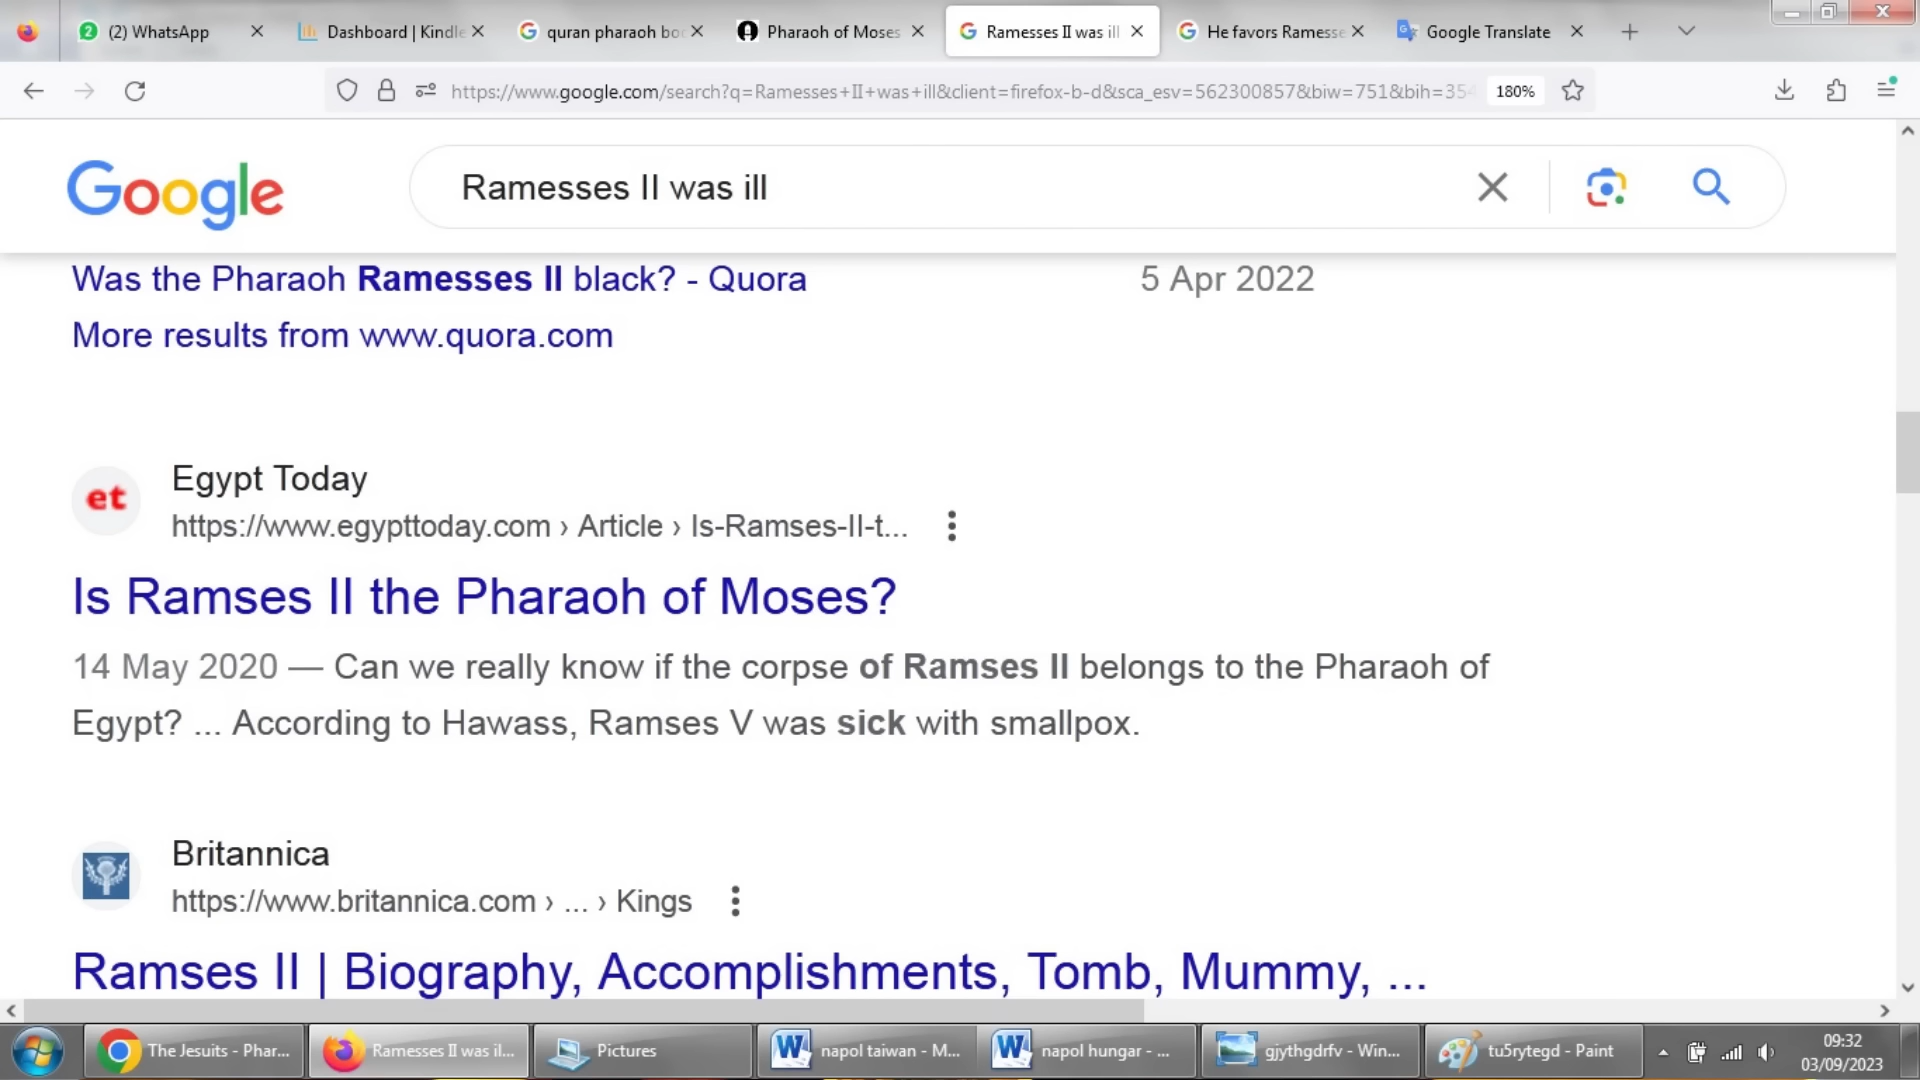 (2) WhatsApp
Dashboard | Kindle
quran pharaoh bo
Pharaoh of Moses
Ramesses II was ill
He favors Ramesse
Google Translate
https://www.google.com/search?q=Ramesses+II+was+ill&client=firefox-b-d&sca_esv=562300857&biw=751&bih=354
180%
Google
Ramesses II was ill
Was the Pharaoh Ramesses II black? - Quora 5 Apr 2022
More results from www.quora.com
et
Egypt Today
https://www.egypttoday.com › Article › Is-Ramses-II-t...
Is Ramses II the Pharaoh of Moses?
14 May 2020 — Can we really know if the corpse of Ramses II belongs to the Pharaoh of
Egypt? ... According to Hawass, Ramses V was sick with smallpox.
Britannica
https://www.britannica.com › ... › Kings
Ramses II | Biography, Accomplishments, Tomb, Mummy, ...
The Jesuits - Phar...
Ramesses II was il...
Pictures
napol taiwan - M...
napol hungar - ...
gjythgdrfv - Win...
tu5rytegd - Paint
09:32
03/09/2023